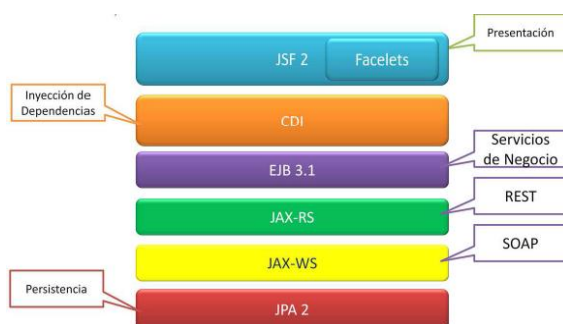 Presentación
JSF 2
Facelets
Inyección de
Dependencias
CDI
Servicios
de Negocio
EJB 3.1
REST
JAX-RS
SOAP
JAX-WS
Persistencia
JPA 2